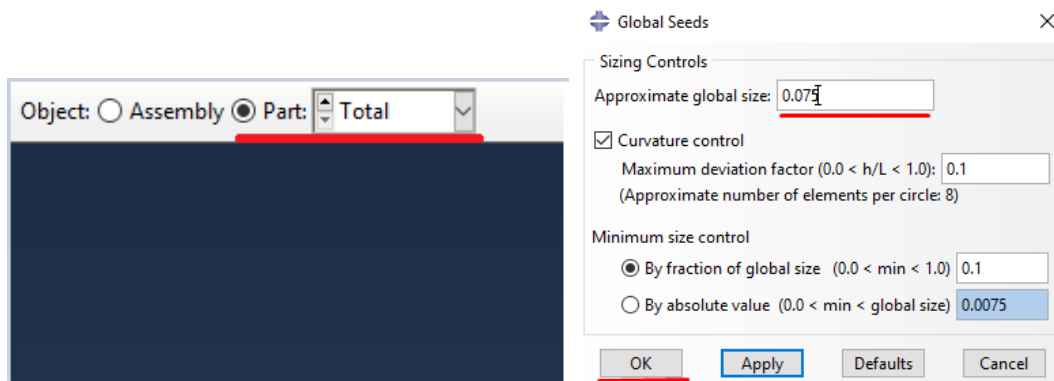 Object: Assembly Part: Total
Global Seeds
Sizing Controls
Approximate global size: 0.075
Curvature control
Maximum deviation factor (0.0 < h/L < 1.0): 0.1
(Approximate number of elements per circle: 8)
Minimum size control
By fraction of global size (0.0 < min < 1.0) 0.1
By absolute value (0.0 < min < global size) 0.0075
OK Apply Defaults Cancel